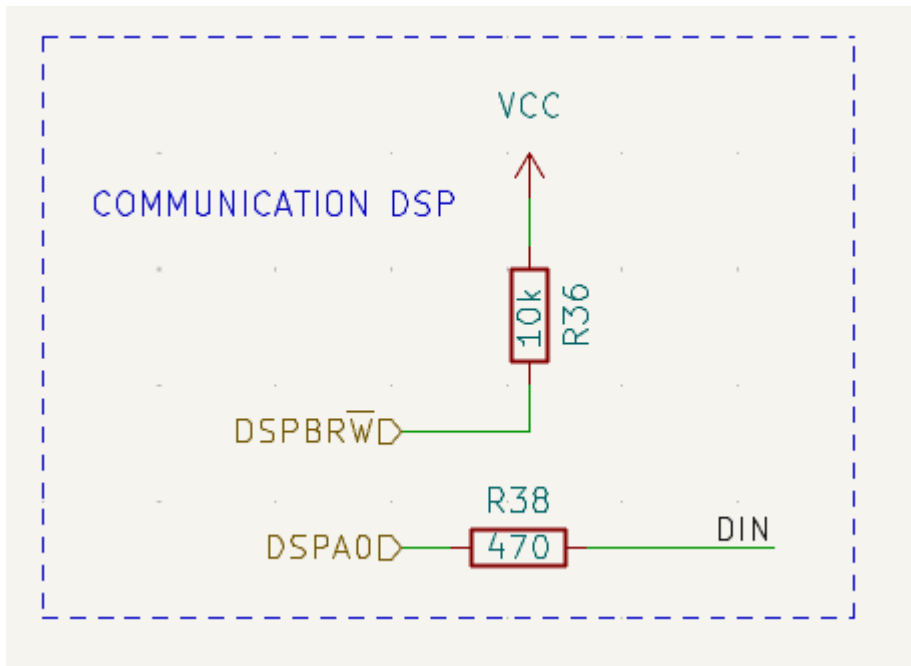 VCC
COMMUNICATION DSP
10k
R36
DSPBRW̅
R38
DSPA0
470
DIN